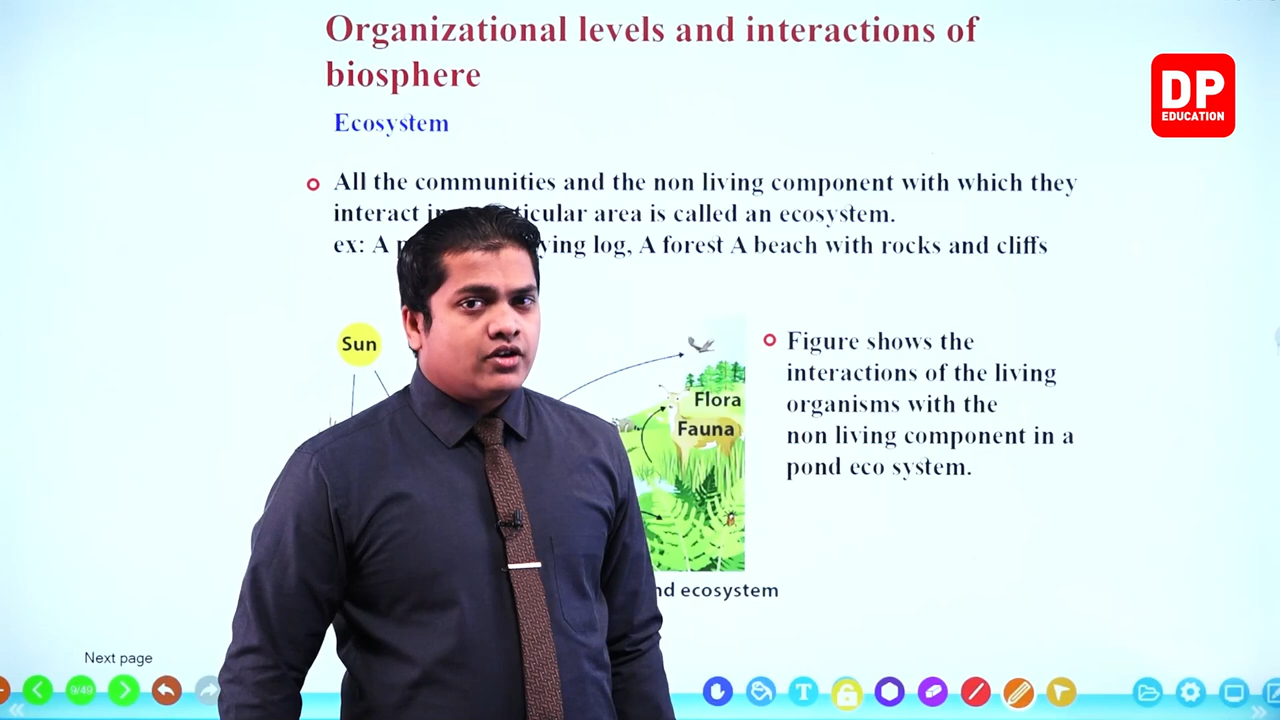 Organizational levels and interactions of
biosphere
DP
EDUCATION
Ecosystem
All the communities and the non living component with which they
interact in ticular area is called an ecosystem.
ex: A p ying log, A forest A beach with rocks and cliffs
Sun
Flora
Fauna
Figure shows the
interactions of the living
organisms with the
non living component in a
pond eco system.
nd ecosystem
Next page
9/49
T